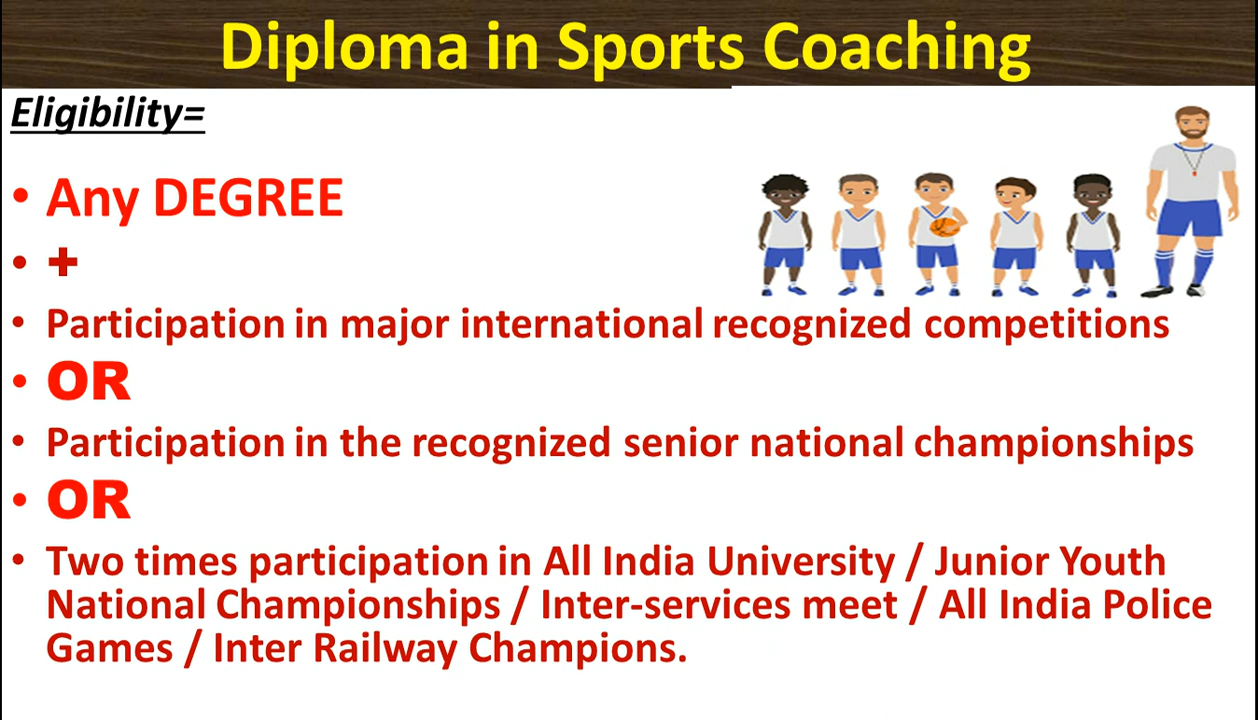 Diploma in Sports Coaching
Eligibility=
• Any DEGREE
• +
• Participation in major international recognized competitions
• OR
• Participation in the recognized senior national championships
• OR
• Two times participation in All India University / Junior Youth
National Championships / Inter-services meet / All India Police
Games / Inter Railway Champions.